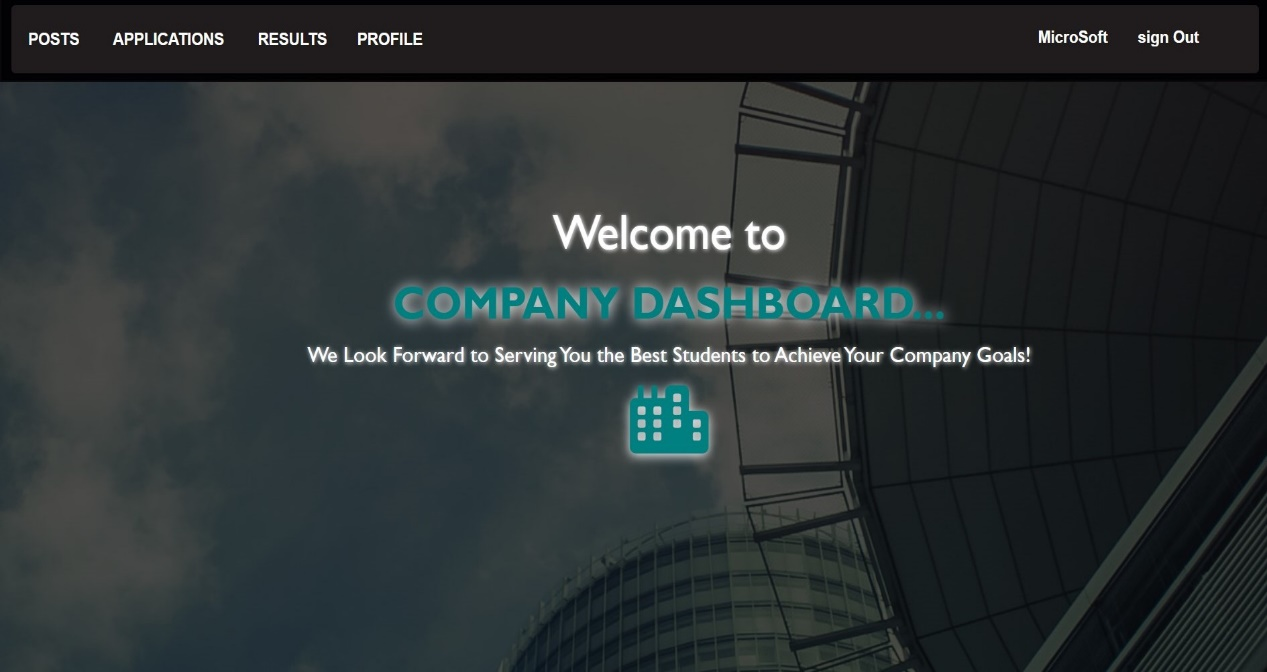 POSTS APPLICATIONS RESULTS PROFILE MicroSoft sign Out
Welcome to
COMPANY DASHBOARD...
We Look Forward to Serving You the Best Students to Achieve Your Company Goals!